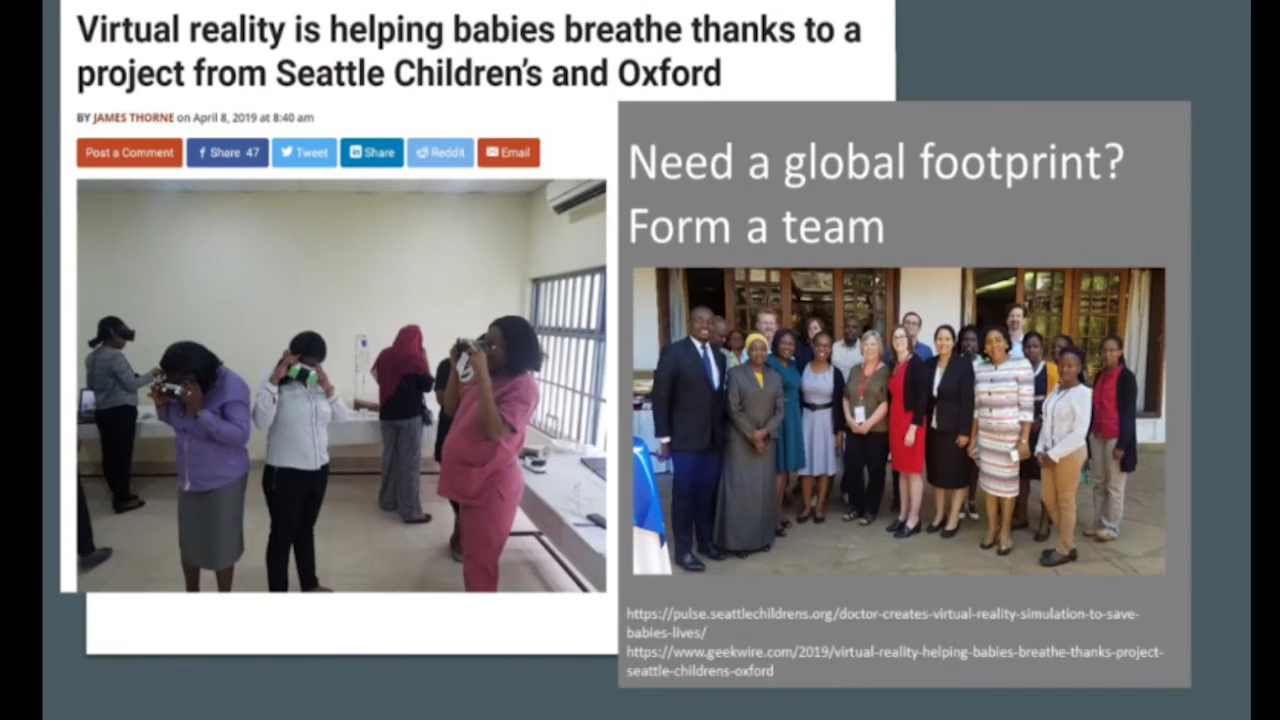 Virtual reality is helping babies breathe thanks to a
project from Seattle Children's and Oxford
BY JAMES THORNE on April 8, 2019 at 8:40 am
Post a Comment
Share 47
Tweet
Share
Reddit
Email
Need a global footprint?
Form a team
https://pulse.seattlechildrens.org/doctor-creates-virtual-reality-simulation-to-save-
babies-lives/
https://www.geekwire.com/2019/virtual-reality-helping-babies-breathe-thanks-project-
seattle-childrens-oxford